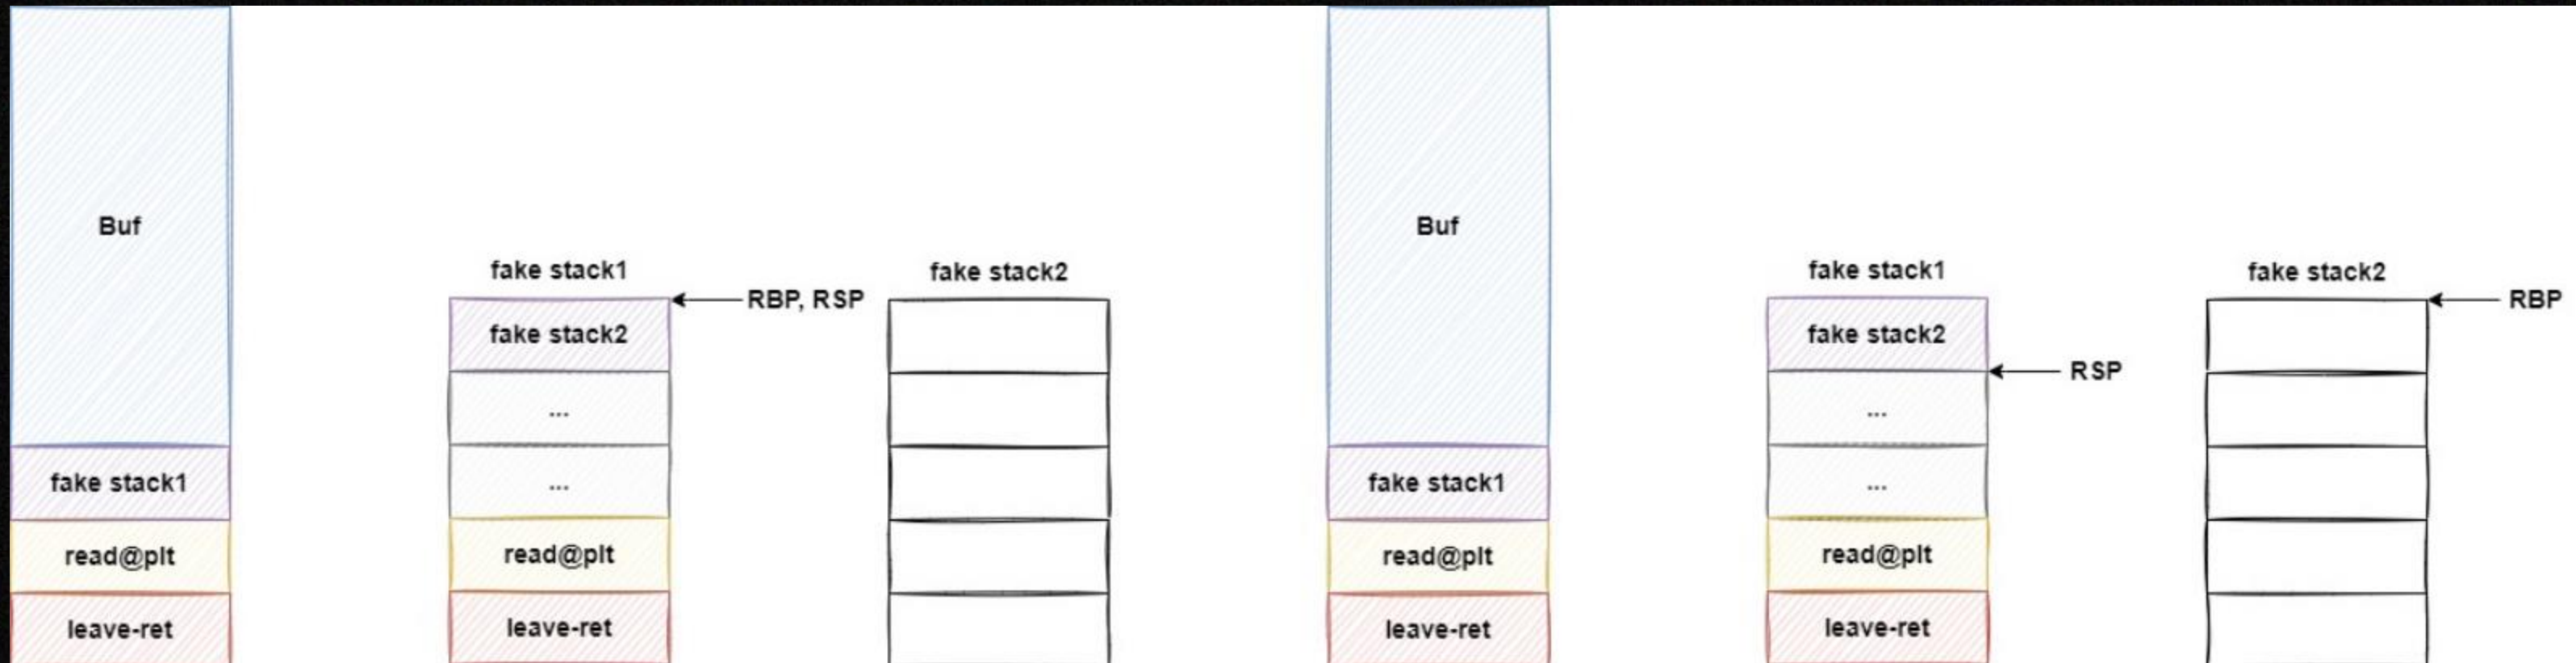 Buf
fake stack1
read@plt
leave-ret
fake stack1
RBP, RSP
fake stack2
...
...
read@plt
leave-ret
fake stack2
Buf
fake stack1
read@plt
leave-ret
fake stack1
fake stack2
RSP
...
...
read@plt
leave-ret
fake stack2
RBP